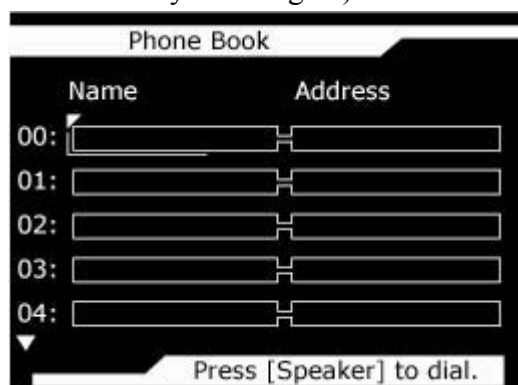 Phone Book
Name Address
00:
01:
02:
03:
04:
Press [Speaker] to dial.